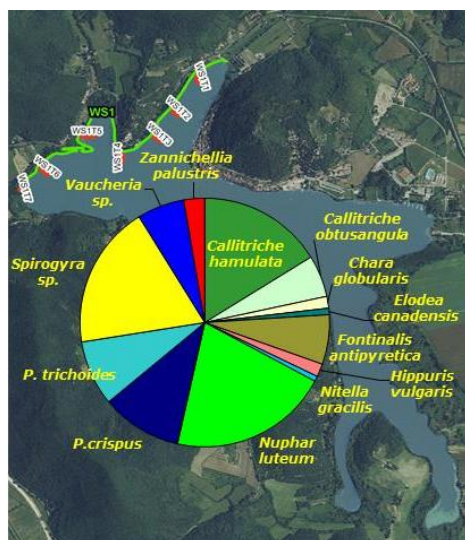 WS1T1
WS1
WS1T2
WS1T5
WS1T3
WS1T4
WS1T6
WS1T7
Zannichellia
palustris
Vaucheria
sp.
Callitriche
obtusangula
Callitriche
hamulata
Spirogyra
sp.
Chara
globularis
Elodea
canadensis
Fontinalis
antipyretica
P. trichoides
Hippuris
vulgaris
Nitella
gracilis
P.crispus
Nuphar
luteum